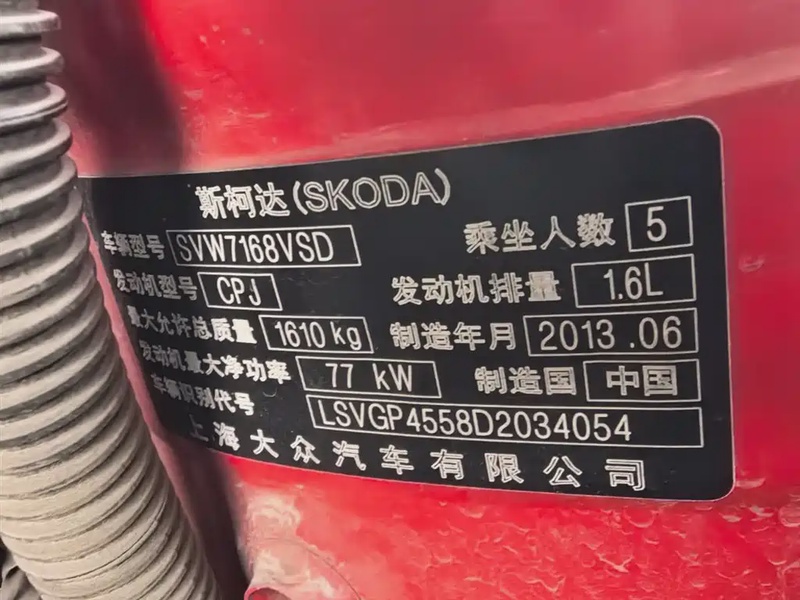 斯柯达(SKODA)
车辆型号 SVW7168VSD 乘坐人数 5
发动机型号 CPJ 发动机排量 1.6L
最大允许总质量 1610 kg 制造年月 2013 .06
发动机最大净功率 77 kW 制造国 中国
车辆识别代号 LSVGP4558D2034054
上海大众汽车有限公司